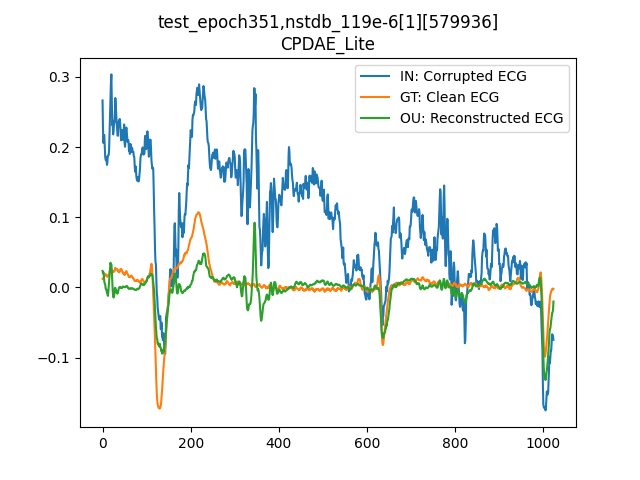 test_epoch351,nstdb_119e-6[1][579936]
CPDAE_Lite
IN: Corrupted ECG
GT: Clean ECG
OU: Reconstructed ECG
0.3
0.2
0.1
0.0
−0.1
0 200 400 600 800 1000